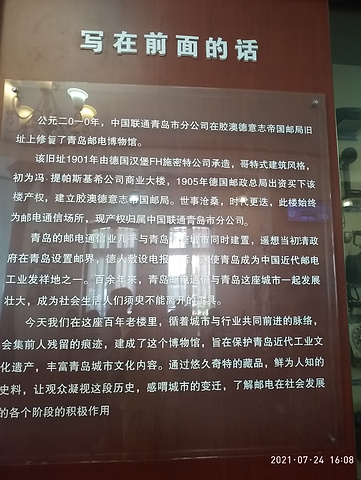 写在前面的话
公元二0一0年，中国联通青岛市分公司在胶澳德意志帝国邮局旧
址上修复了青岛邮电博物馆。
该旧址1901年由德国汉堡FH施密特公司承造，哥特式建筑风格，
初为冯·提帕斯基希公司商业大楼，1905年德国邮政总局出资买下该
楼产权，建立胶澳德意志帝国邮局。世事沧桑，时代更迭，此楼始终
为邮电通信场所，现产权归属中国联通青岛市分公司。
青岛的邮电通信业几乎与青岛 城市同时建置，遥想当初清政
府在青岛设置邮界，德人敷设电报 使青岛成为中国近代邮电
工业发祥地之一。百余年来，青岛邮电通信与青岛这座城市一起发展
壮大，成为社会生活 人们须臾不能离开的 具。
今天我们在这座百年老楼里，循着城市与行业共同前进的脉络，
会集前人残留的痕迹，建成了这个博物馆，旨在保护青岛近代工业文
化遗产，丰富青岛城市文化内容。通过悠久奇特的藏品，鲜为人知的
史料，让观众凝视这段历史，感喟城市的变迁，了解邮电在社会发展
的各个阶段的积极作用
2021-07-24 16:08